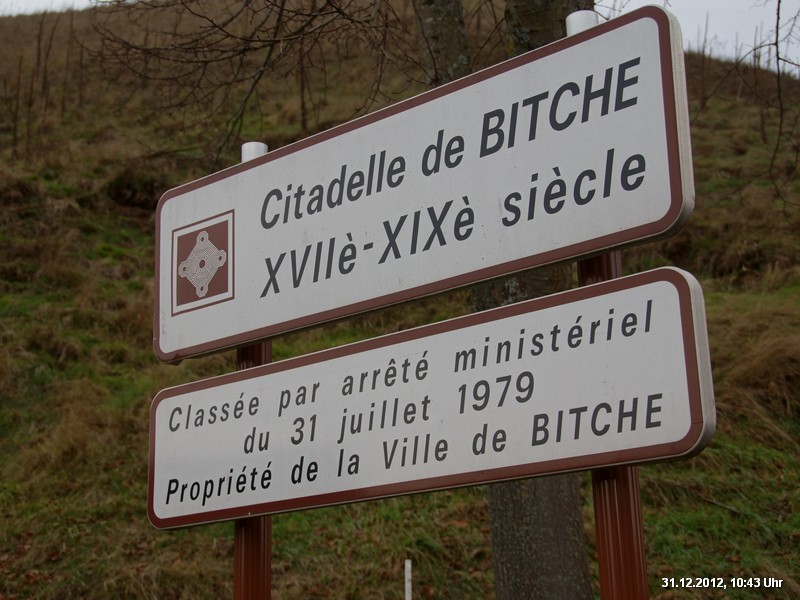 Citadelle de BITCHE
XVIIè-XIXè siècle
Classée par arrêté ministériel
du 31 juillet 1979
Propriété de la Ville de BITCHE
31.12.2012, 10:43 Uhr